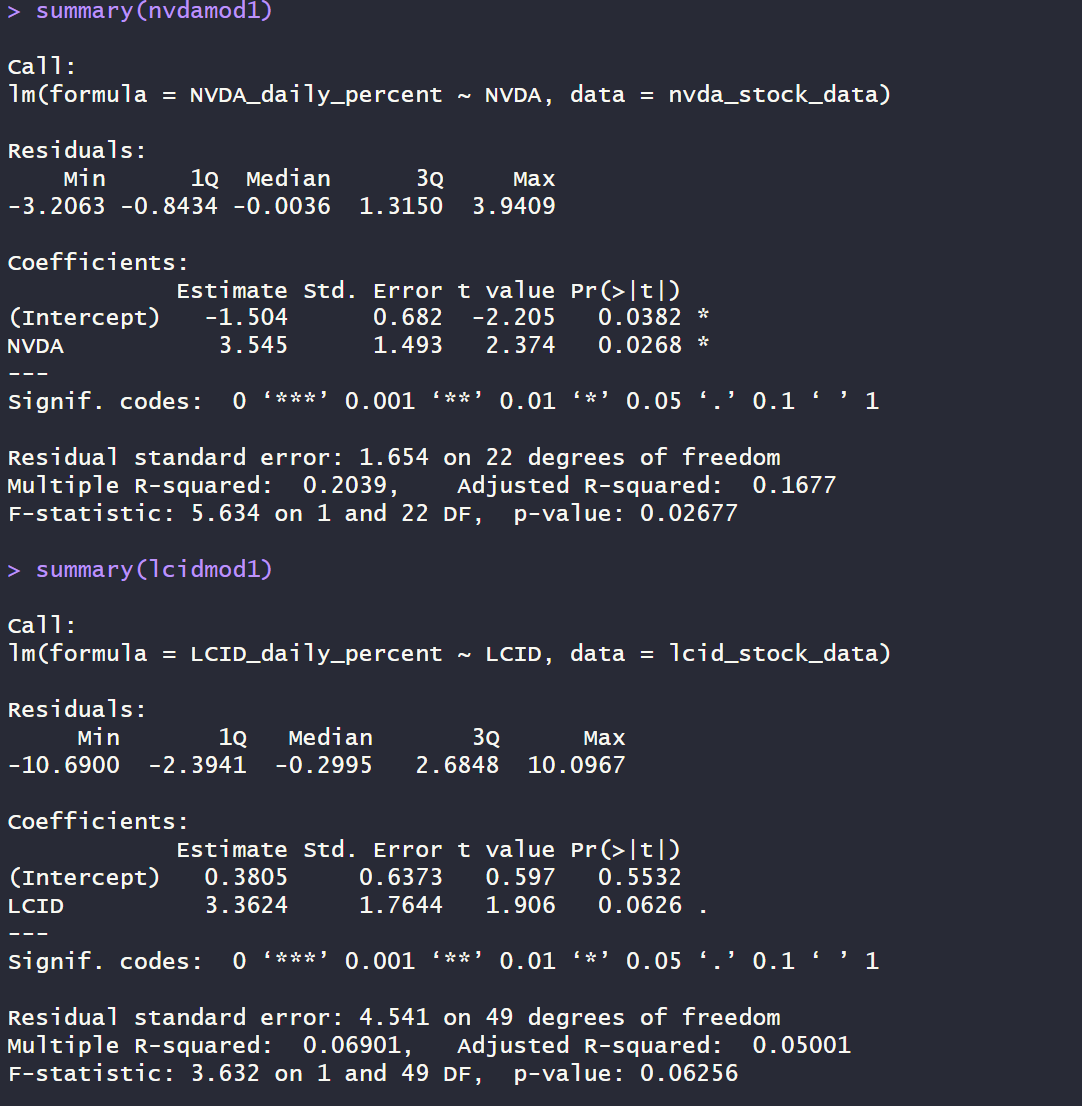 > summary(nvdamod1)

Call:
lm(formula = NVDA_daily_percent ~ NVDA, data = nvda_stock_data)

Residuals:
    Min      1Q  Median      3Q     Max
-3.2063 -0.8434 -0.0036  1.3150  3.9409

Coefficients:
            Estimate Std. Error t value Pr(>|t|)
(Intercept)   -1.504      0.682  -2.205   0.0382 *
NVDA           3.545      1.493   2.374   0.0268 *
---
Signif. codes:  0 ‘***’ 0.001 ‘**’ 0.01 ‘*’ 0.05 ‘.’ 0.1 ‘ ’ 1

Residual standard error: 1.654 on 22 degrees of freedom
Multiple R-squared:  0.2039,    Adjusted R-squared:  0.1677
F-statistic: 5.634 on 1 and 22 DF,  p-value: 0.02677

> summary(lcidmod1)

Call:
lm(formula = LCID_daily_percent ~ LCID, data = lcid_stock_data)

Residuals:
     Min       1Q   Median       3Q      Max
-10.6900  -2.3941  -0.2995   2.6848  10.0967

Coefficients:
            Estimate Std. Error t value Pr(>|t|)
(Intercept)   0.3805     0.6373   0.597   0.5532
LCID          3.3624     1.7644   1.906   0.0626 .
---
Signif. codes:  0 ‘***’ 0.001 ‘**’ 0.01 ‘*’ 0.05 ‘.’ 0.1 ‘ ’ 1

Residual standard error: 4.541 on 49 degrees of freedom
Multiple R-squared:  0.06901,   Adjusted R-squared:  0.05001
F-statistic: 3.632 on 1 and 49 DF,  p-value: 0.06256